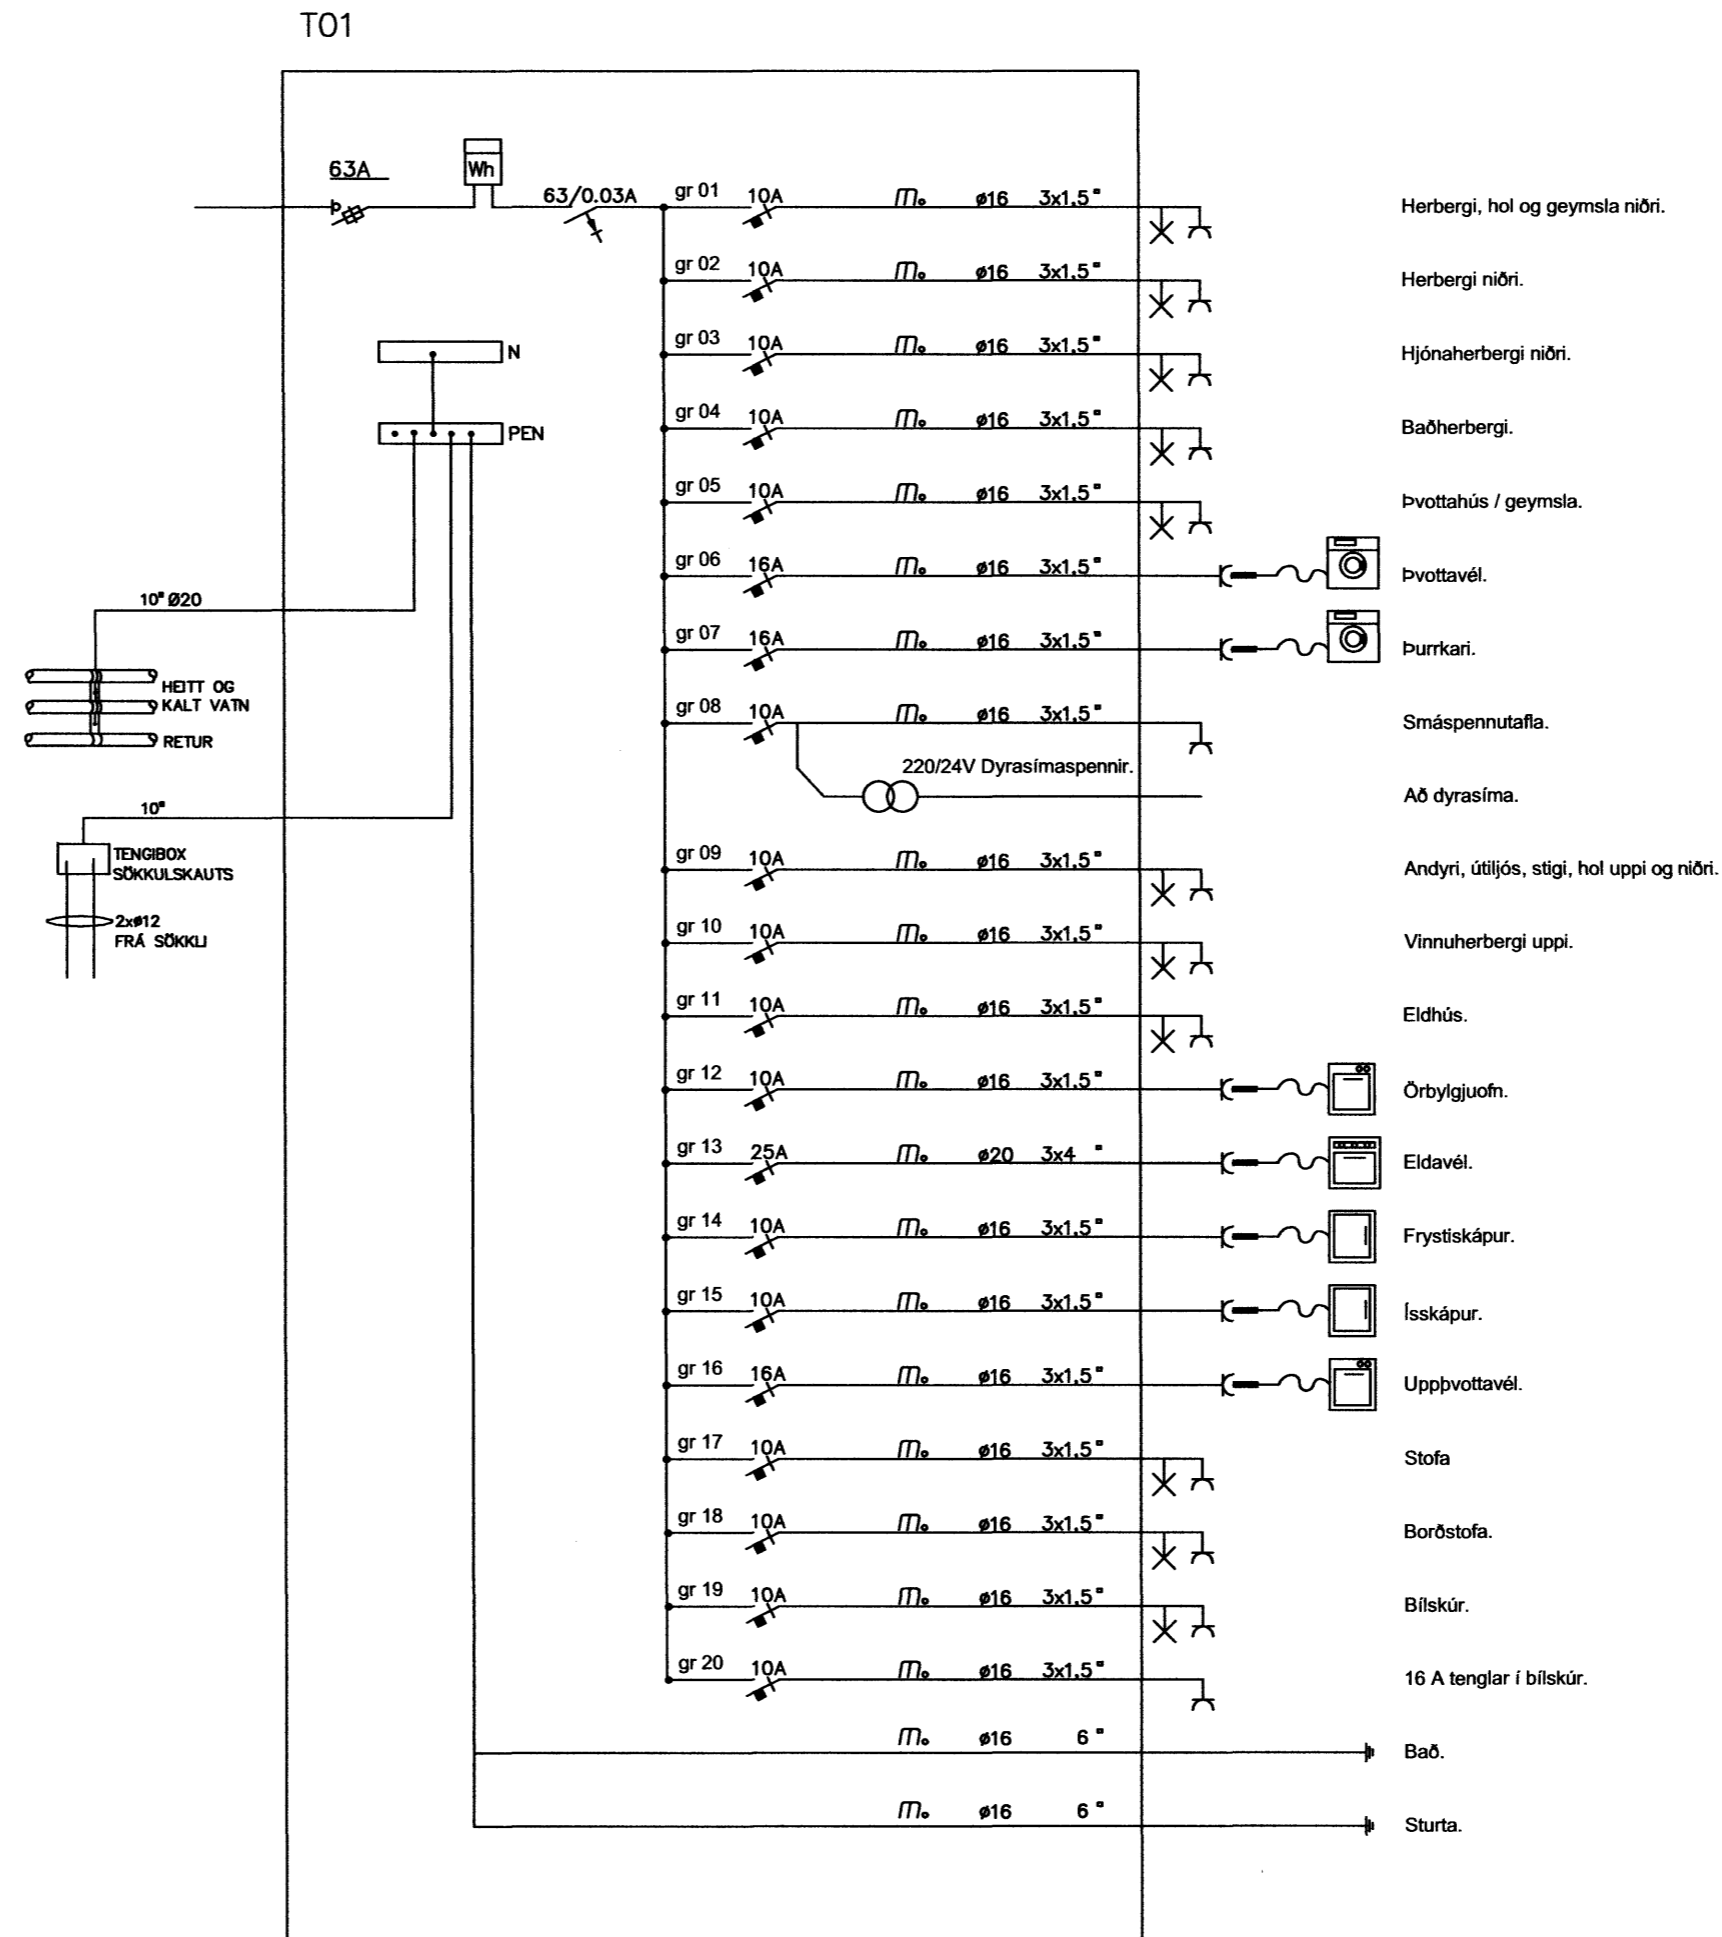 T01
63A
Wh
63/0.03A
gr 01 10A ø16 3x1,5▫ Herbergi, hol og geymsla niðri.
gr 02 10A ø16 3x1,5▫ Herbergi niðri.
gr 03 10A ø16 3x1,5▫ Hjónaherbergi niðri.
N
gr 04 10A ø16 3x1,5▫ Baðherbergi.
PEN
gr 05 10A ø16 3x1,5▫ Þvottahús / geymsla.
gr 06 16A ø16 3x1,5▫ Þvottavél.
10▫ Ø20
gr 07 16A ø16 3x1,5▫ Þurrkari.
HEITT OG
KALT VATN
RETUR
gr 08 10A ø16 3x1,5▫ Smáspennutafla.
220/24V Dyrasímaspennir.
Að dyrasíma.
10▫
TENGIBOX
SÖKKULSKAUTS
2xø12
FRÁ SÖKKLI
gr 09 10A ø16 3x1,5▫ Andyri, útiljós, stigi, hol uppi og niðri.
gr 10 10A ø16 3x1,5▫ Vinnuherbergi uppi.
gr 11 10A ø16 3x1,5▫ Eldhús.
gr 12 10A ø16 3x1,5▫ Örbylgjuofn.
gr 13 25A ø20 3x4 ▫ Eldavél.
gr 14 10A ø16 3x1,5▫ Frystiskápur.
gr 15 10A ø16 3x1,5▫ Ísskápur.
gr 16 16A ø16 3x1,5▫ Uppþvottavél.
gr 17 10A ø16 3x1,5▫ Stofa
gr 18 10A ø16 3x1,5▫ Borðstofa.
gr 19 10A ø16 3x1,5▫ Bílskúr.
gr 20 10A ø16 3x1,5▫ 16 A tenglar í bílskúr.
ø16 6▫ Bað.
ø16 6▫ Sturta.